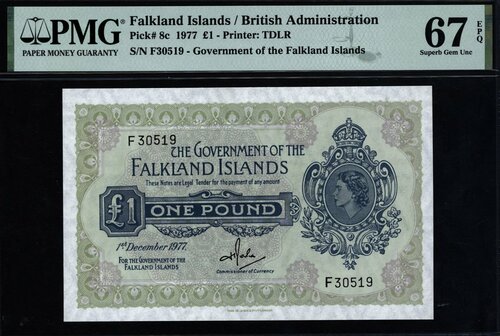 PMG
PAPER MONEY GUARANTY
Falkland Islands / British Administration
Pick# 8c 1977 £1 - Printer: TDLR
S/N F30519 - Government of the Falkland Islands
67 EPQ
Superb Gem Unc
F 30519
THE GOVERNMENT OF THE
FALKLAND ISLANDS
These Notes are Legal Tender for the payment of any amount
£1 ONE POUND
1st December 1977.
FOR THE GOVERNMENT OF THE
FALKLAND ISLANDS
Commissioner of Currency
F 30519